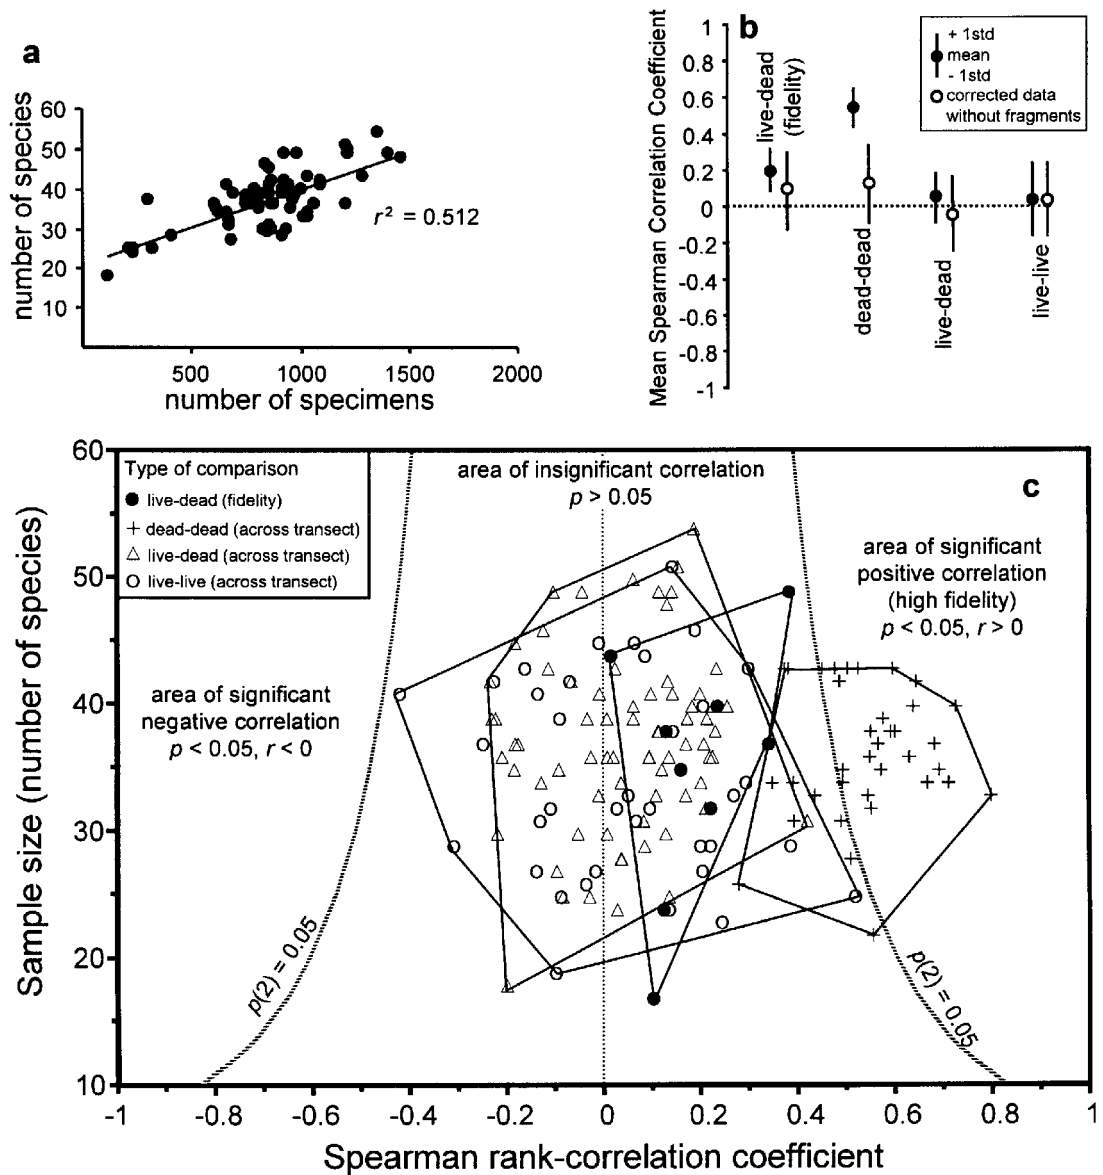 a
number of species
60
50
40
30
20
10
r² = 0.512
500
1000
1500
2000
number of specimens
b
Mean Spearman Correlation Coefficient
1
0.8
0.6
0.4
0.2
0
-0.2
-0.4
-0.6
-0.8
-1
live-dead
(fidelity)
dead-dead
live-dead
live-live
+ 1std
mean
- 1std
corrected data
without fragments
c
Sample size (number of species)
60
50
40
30
20
10
Type of comparison
live-dead (fidelity)
dead-dead (across transect)
live-dead (across transect)
live-live (across transect)
area of insignificant correlation
p > 0.05
area of significant
positive correlation
(high fidelity)
p < 0.05, r > 0
area of significant
negative correlation
p < 0.05, r < 0
p(2) = 0.05
p(2) = 0.05
-1
-0.8
-0.6
-0.4
-0.2
0
0.2
0.4
0.6
0.8
1
Spearman rank-correlation coefficient